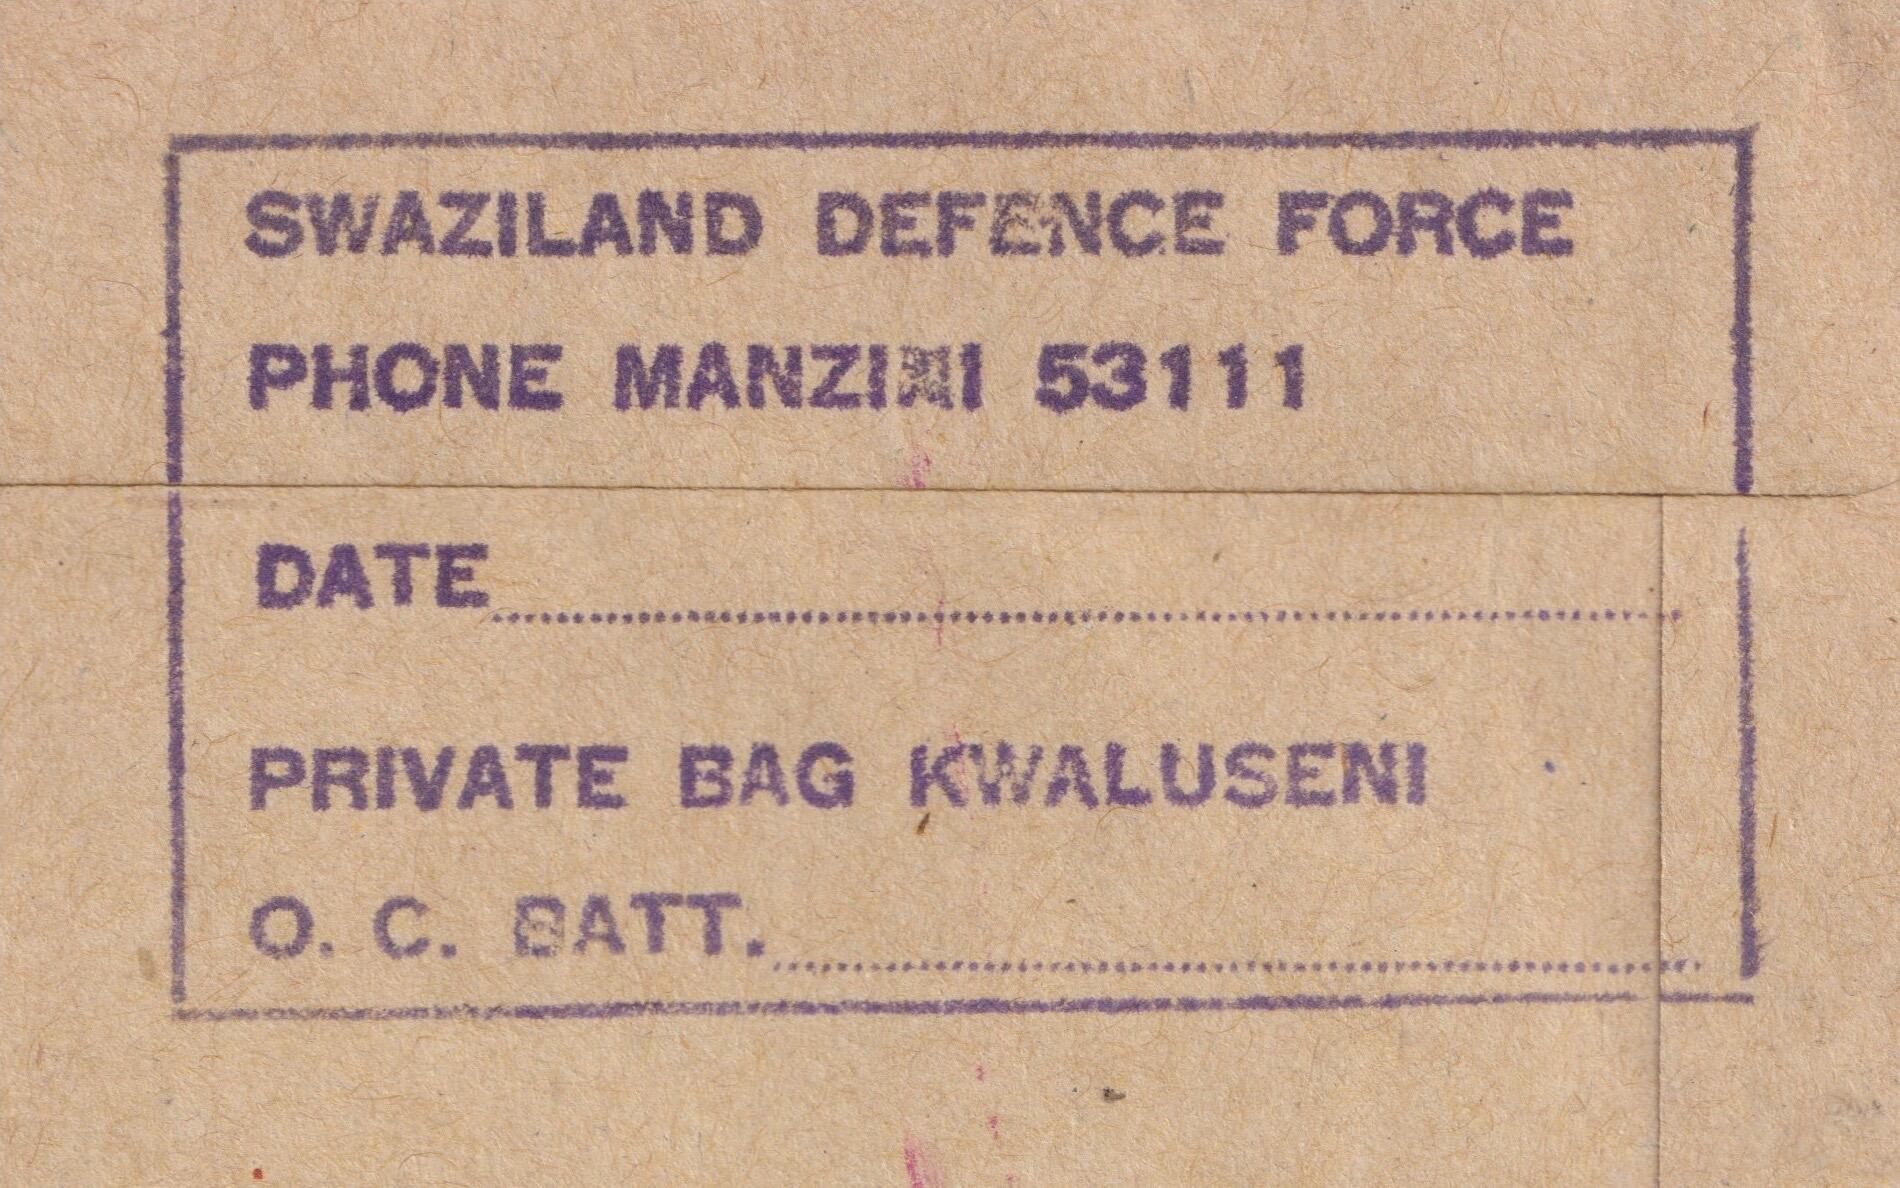 SWAZILAND DEFENCE FORCE
PHONE MANZINI 53111
DATE........................................................
PRIVATE BAG KWALUSENI
O. C. BATT.........................................................